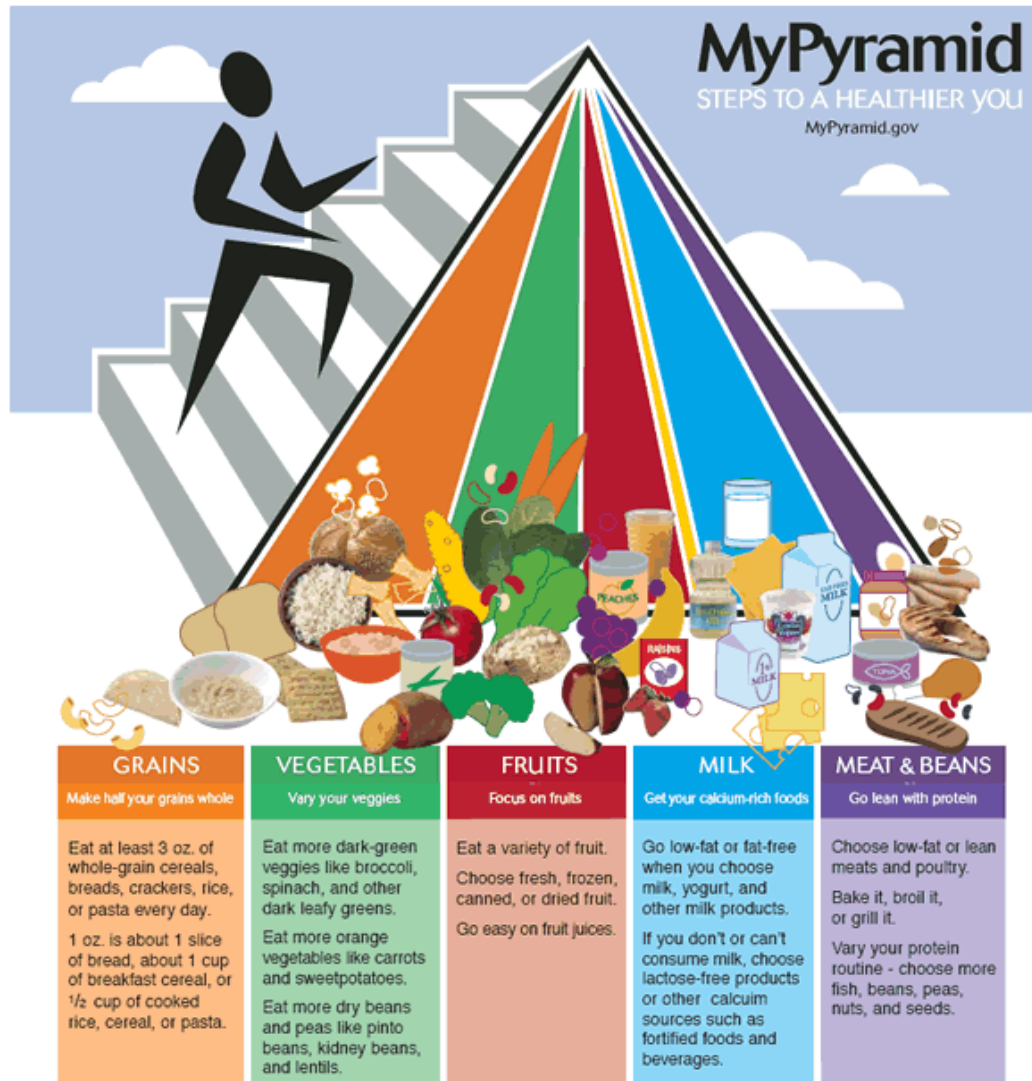 MyPyramid
STEPS TO A HEALTHIER YOU
MyPyramid.gov
PEACHES
RAISINS
MILK
MILK
TUNA
GRAINS
Make half your grains whole
Eat at least 3 oz. of
whole-grain cereals,
breads, crackers, rice,
or pasta every day.
1 oz. is about 1 slice
of bread, about 1 cup
of breakfast cereal, or
1/2 cup of cooked
rice, cereal, or pasta.
VEGETABLES
Vary your veggies
Eat more dark-green
veggies like broccoli,
spinach, and other
dark leafy greens.
Eat more orange
vegetables like carrots
and sweetpotatoes.
Eat more dry beans
and peas like pinto
beans, kidney beans,
and lentils.
FRUITS
Focus on fruits
Eat a variety of fruit.
Choose fresh, frozen,
canned, or dried fruit.
Go easy on fruit juices.
MILK
Get your calcium-rich foods
Go low-fat or fat-free
when you choose
milk, yogurt, and
other milk products.
If you don't or can't
consume milk, choose
lactose-free products
or other calcuim
sources such as
fortified foods and
beverages.
MEAT & BEANS
Go lean with protein
Choose low-fat or lean
meats and poultry.
Bake it, broil it,
or grill it.
Vary your protein
routine - choose more
fish, beans, peas,
nuts, and seeds.